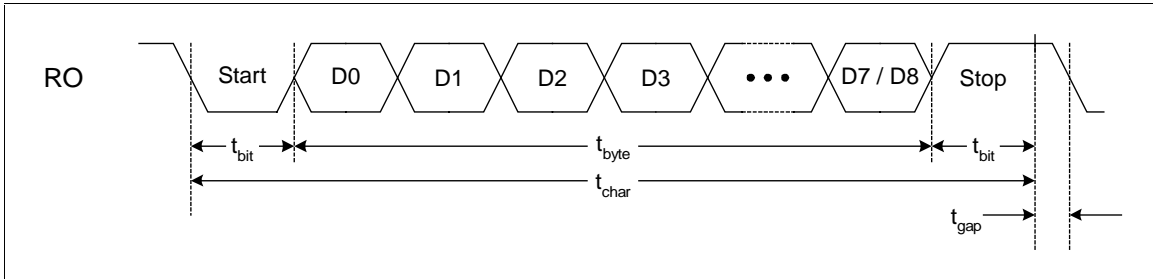 RO
Start
D0
D1
D2
D3
•••
D7 / D8
Stop
tbit
tbyte
tbit
tchar
tgap